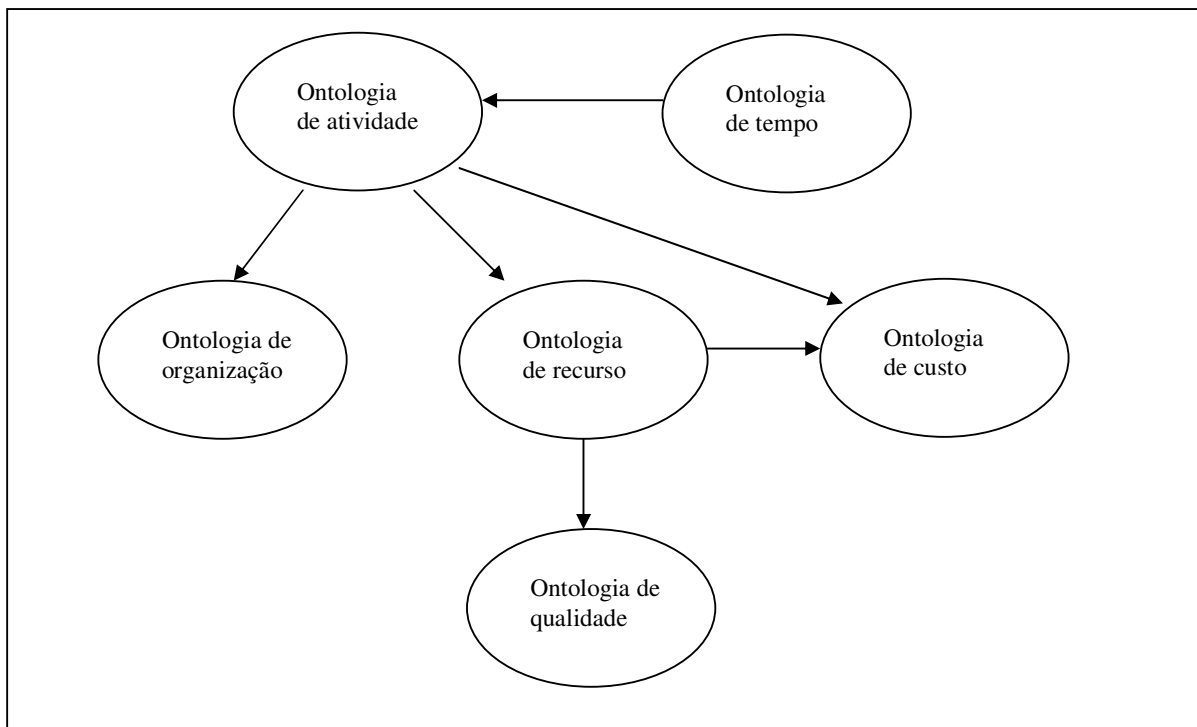 Ontologia
de atividade
Ontologia
de tempo
Ontologia de
organização
Ontologia
de recurso
Ontologia
de custo
Ontologia de
qualidade